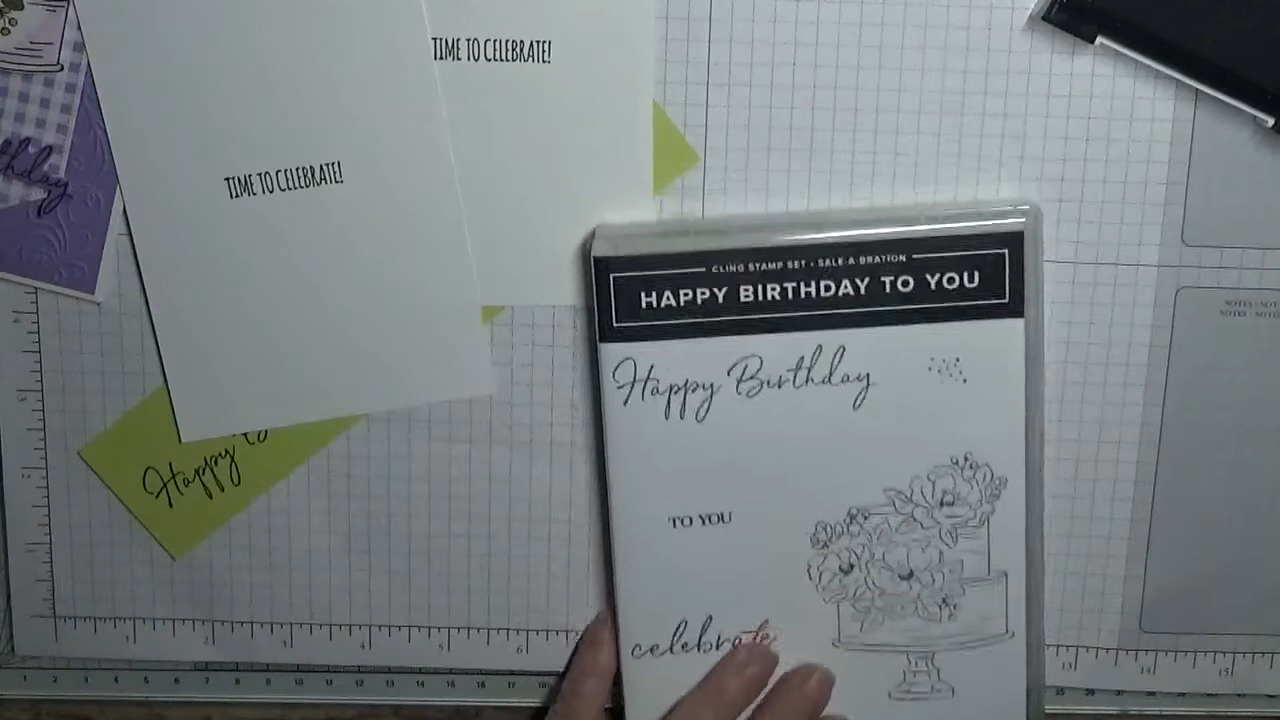 TIME TO CELEBRATE!
TIME TO CELEBRATE!
CLING STAMP SET • SALE-A-BRATION
HAPPY BIRTHDAY TO YOU
Happy Birthday
TO YOU
celebrate
Happy